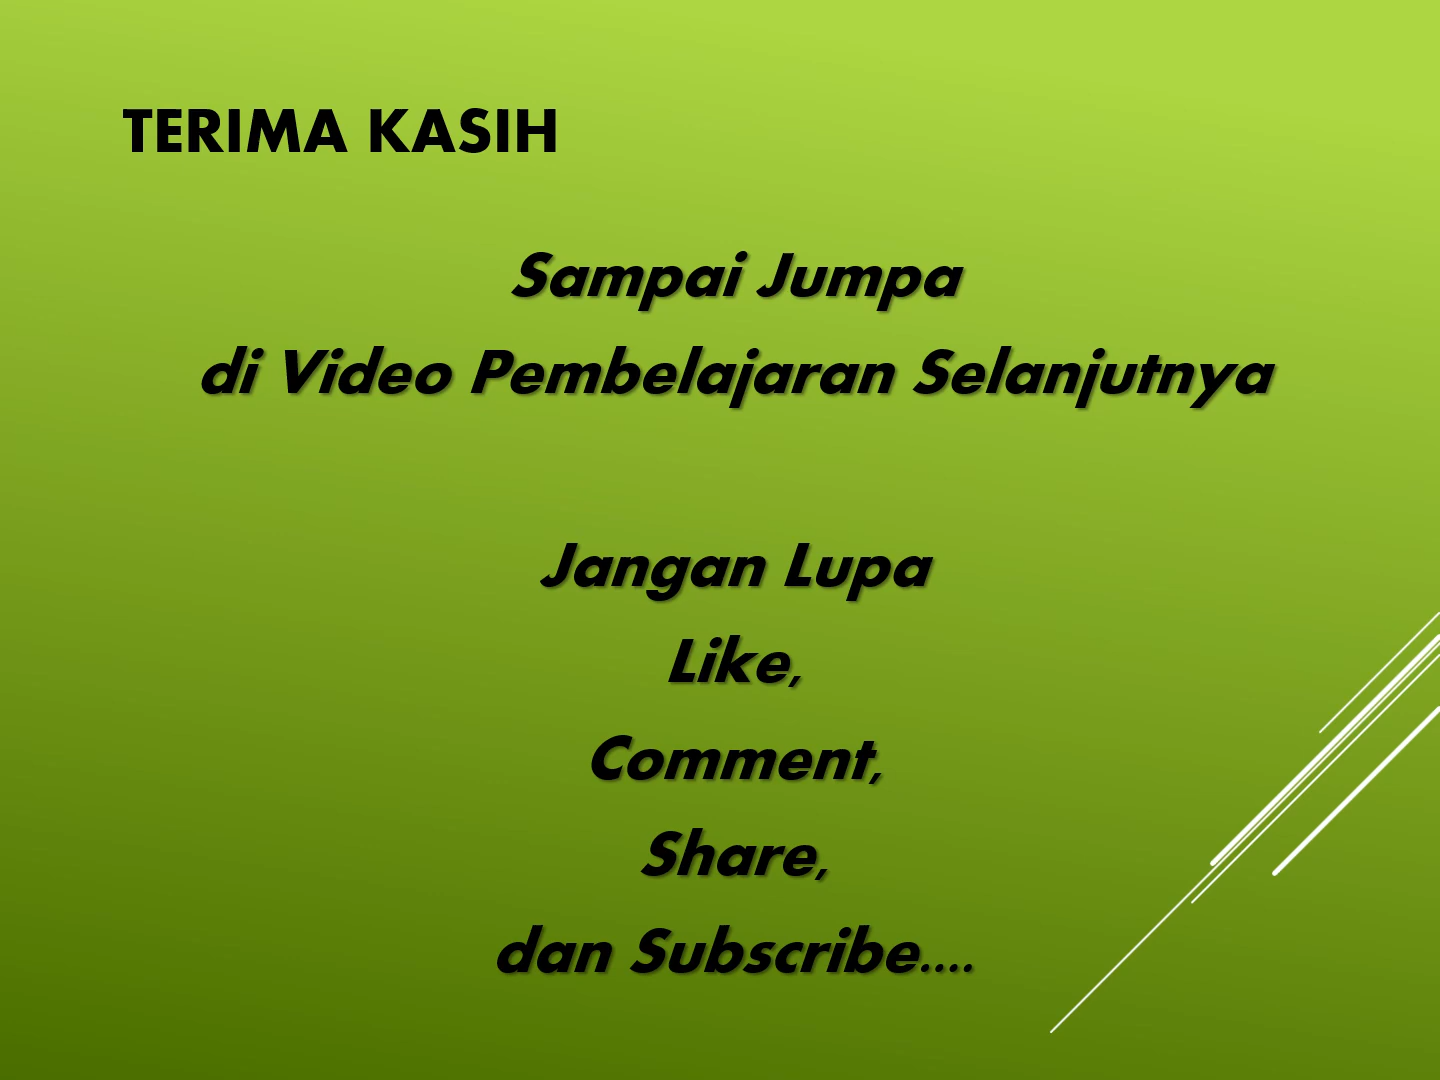 TERIMA KASIH
Sampai Jumpa
di Video Pembelajaran Selanjutnya
Jangan Lupa
Like,
Comment,
Share,
dan Subscribe....